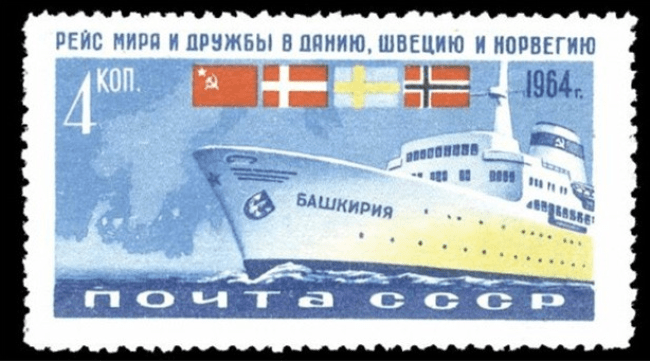 РЕЙС МИРА И ДРУЖБЫ В ДАНИЮ, ШВЕЦИЮ И НОРВЕГИЮ
4 КОП.
1964 г.
БАШКИРИЯ
ПОЧТА СССР